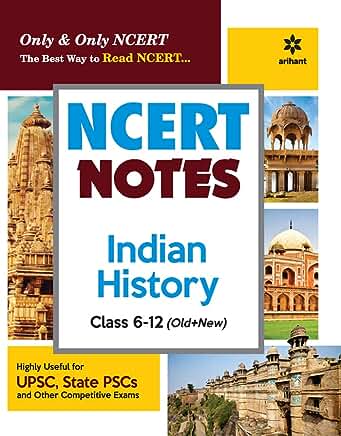 Only & Only NCERT
The Best Way to Read NCERT...
arihant
NCERT
NOTES
Indian
History
Class 6-12 (Old+New)
Highly Useful for
UPSC, State PSCs
and Other Competitive Exams